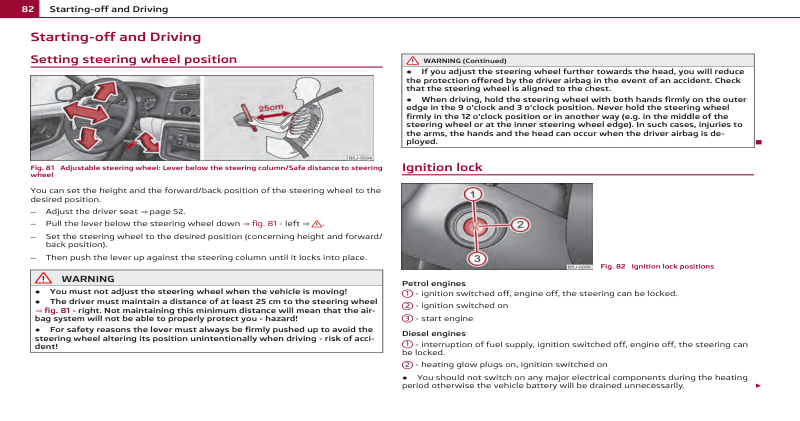 82 Starting-off and Driving
Starting-off and Driving
Setting steering wheel position
25cm
Fig. 81 Adjustable steering wheel: Lever below the steering column/Safe distance to steering
wheel
You can set the height and the forward/back position of the steering wheel to the
desired position.
– Adjust the driver seat ⇒ page 52.
– Pull the lever below the steering wheel down ⇒ fig. 81 - left ⇒ ⚠.
– Set the steering wheel to the desired position (concerning height and forward/
back position).
– Then push the lever up against the steering column until it locks into place.
WARNING
• You must not adjust the steering wheel when the vehicle is moving!
• The driver must maintain a distance of at least 25 cm to the steering wheel
⇒ fig. 81 - right. Not maintaining this minimum distance will mean that the air-
bag system will not be able to properly protect you - hazard!
• For safety reasons the lever must always be firmly pushed up to avoid the
steering wheel altering its position unintentionally when driving - risk of acci-
dent!
WARNING (Continued)
• If you adjust the steering wheel further towards the head, you will reduce
the protection offered by the driver airbag in the event of an accident. Check
that the steering wheel is aligned to the chest.
• When driving, hold the steering wheel with both hands firmly on the outer
edge in the 9 o'clock and 3 o'clock position. Never hold the steering wheel
firmly in the 12 o'clock position or in another way (e.g. in the middle of the
steering wheel or at the inner steering wheel edge). In such cases, injuries to
the arms, the hands and the head can occur when the driver airbag is de-
ployed.
Ignition lock
1
2
3
Fig. 82 Ignition lock positions
Petrol engines
① - ignition switched off, engine off, the steering can be locked.
② - ignition switched on
③ - start engine
Diesel engines
① - interruption of fuel supply, ignition switched off, engine off, the steering can
be locked.
② - heating glow plugs on, ignition switched on
• You should not switch on any major electrical components during the heating
period otherwise the vehicle battery will be drained unnecessarily.